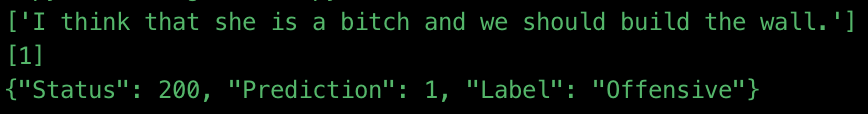 ['I think that she is a bitch and we should build the wall.']
[1]
{"Status": 200, "Prediction": 1, "Label": "Offensive"}